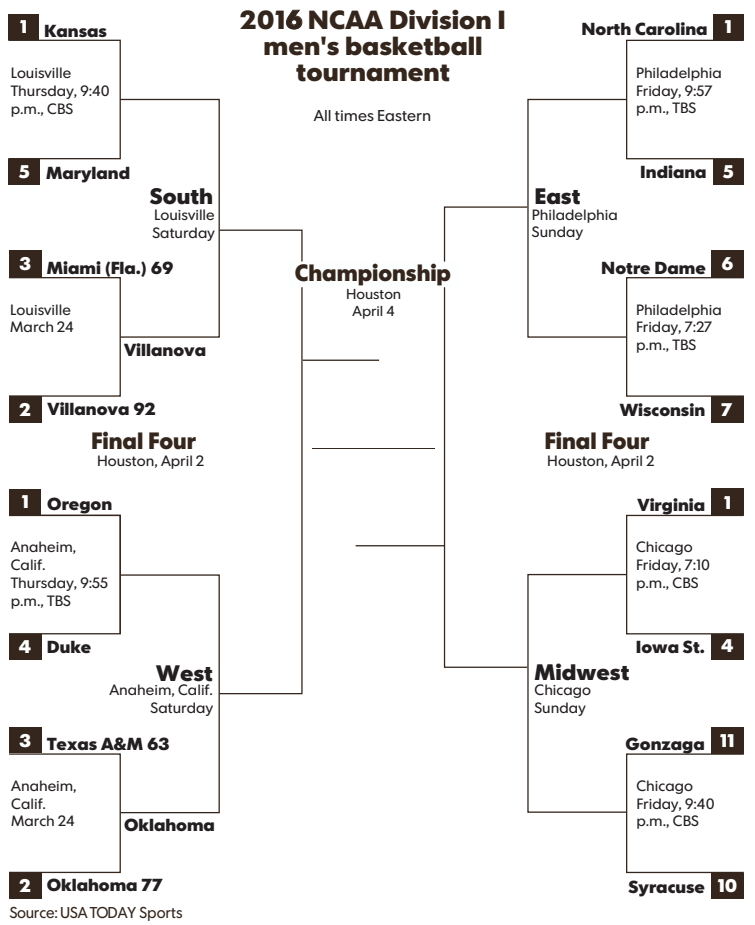 2016 NCAA Division I
men's basketball
tournament
All times Eastern
1 Kansas
Louisville
Thursday, 9:40
p.m., CBS
5 Maryland
South
Louisville
Saturday
3 Miami (Fla.) 69
Louisville
March 24
Villanova
2 Villanova 92
Final Four
Houston, April 2
1 Oregon
Anaheim,
Calif.
Thursday, 9:55
p.m., TBS
4 Duke
West
Anaheim, Calif.
Saturday
3 Texas A&M 63
Anaheim,
Calif.
March 24
Oklahoma
2 Oklahoma 77
Championship
Houston
April 4
North Carolina 1
Philadelphia
Friday, 9:57
p.m., TBS
Indiana 5
East
Philadelphia
Sunday
Notre Dame 6
Philadelphia
Friday, 7:27
p.m., TBS
Wisconsin 7
Final Four
Houston, April 2
Virginia 1
Chicago
Friday, 7:10
p.m., CBS
Iowa St. 4
Midwest
Chicago
Sunday
Gonzaga 11
Chicago
Friday, 9:40
p.m., CBS
Syracuse 10
Source: USA TODAY Sports